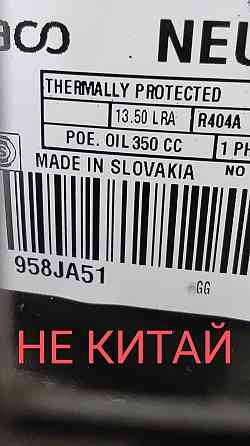 aco NEU
THERMALLY PROTECTED
13.50 LRA R404A
POE. OIL 350 CC 1 PH
MADE IN SLOVAKIA NO
958JA51 GG
НЕ КИТАЙ